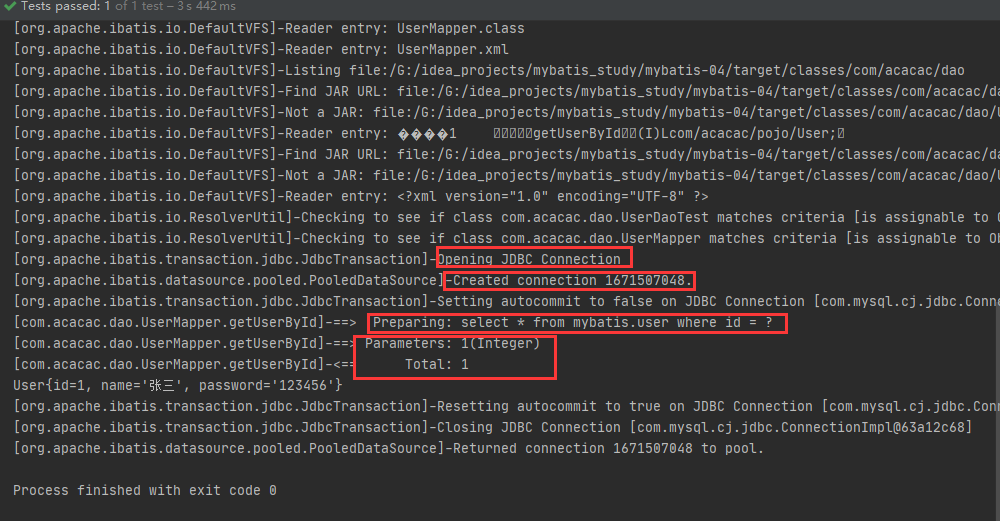 Tests passed: 1 of 1 test – 3 s 442 ms
[org.apache.ibatis.io.DefaultVFS]-Reader entry: UserMapper.class
[org.apache.ibatis.io.DefaultVFS]-Reader entry: UserMapper.xml
[org.apache.ibatis.io.DefaultVFS]-Listing file:/G:/idea_projects/mybatis_study/mybatis-04/target/classes/com/acacac/dao
[org.apache.ibatis.io.DefaultVFS]-Find JAR URL: file:/G:/idea_projects/mybatis_study/mybatis-04/target/classes/com/acacac/da
[org.apache.ibatis.io.DefaultVFS]-Not a JAR: file:/G:/idea_projects/mybatis_study/mybatis-04/target/classes/com/acacac/dao/U
[org.apache.ibatis.io.DefaultVFS]-Reader entry: ����1 getUserById (I)Lcom/acacac/pojo/User;
[org.apache.ibatis.io.DefaultVFS]-Find JAR URL: file:/G:/idea_projects/mybatis_study/mybatis-04/target/classes/com/acacac/da
[org.apache.ibatis.io.DefaultVFS]-Not a JAR: file:/G:/idea_projects/mybatis_study/mybatis-04/target/classes/com/acacac/dao/U
[org.apache.ibatis.io.DefaultVFS]-Reader entry: <?xml version="1.0" encoding="UTF-8" ?>
[org.apache.ibatis.io.ResolverUtil]-Checking to see if class com.acacac.dao.UserDaoTest matches criteria [is assignable to O
[org.apache.ibatis.io.ResolverUtil]-Checking to see if class com.acacac.dao.UserMapper matches criteria [is assignable to Ob
[org.apache.ibatis.transaction.jdbc.JdbcTransaction]-Opening JDBC Connection
[org.apache.ibatis.datasource.pooled.PooledDataSource]-Created connection 1671507048.
[org.apache.ibatis.transaction.jdbc.JdbcTransaction]-Setting autocommit to false on JDBC Connection [com.mysql.cj.jdbc.Conne
[com.acacac.dao.UserMapper.getUserById]-==>  Preparing: select * from mybatis.user where id = ?
[com.acacac.dao.UserMapper.getUserById]-==> Parameters: 1(Integer)
[com.acacac.dao.UserMapper.getUserById]-<==      Total: 1
User{id=1, name='张三', password='123456'}
[org.apache.ibatis.transaction.jdbc.JdbcTransaction]-Resetting autocommit to true on JDBC Connection [com.mysql.cj.jdbc.Conn
[org.apache.ibatis.transaction.jdbc.JdbcTransaction]-Closing JDBC Connection [com.mysql.cj.jdbc.ConnectionImpl@63a12c68]
[org.apache.ibatis.datasource.pooled.PooledDataSource]-Returned connection 1671507048 to pool.
Process finished with exit code 0